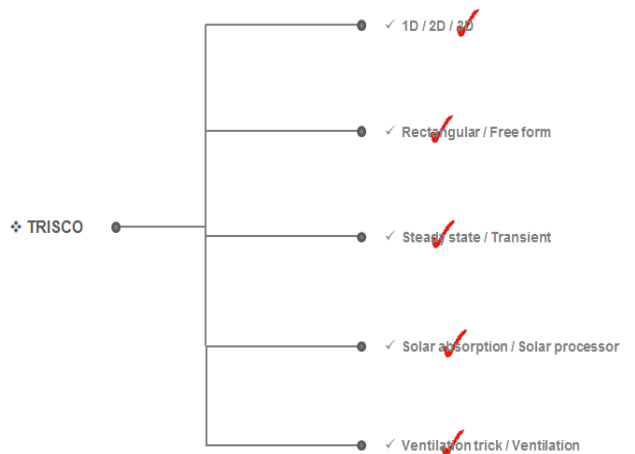 1D / 2D / 3D
Rectangular / Free form
TRISCO
Steady state / Transient
Solar absorption / Solar processor
Ventilation trick / Ventilation